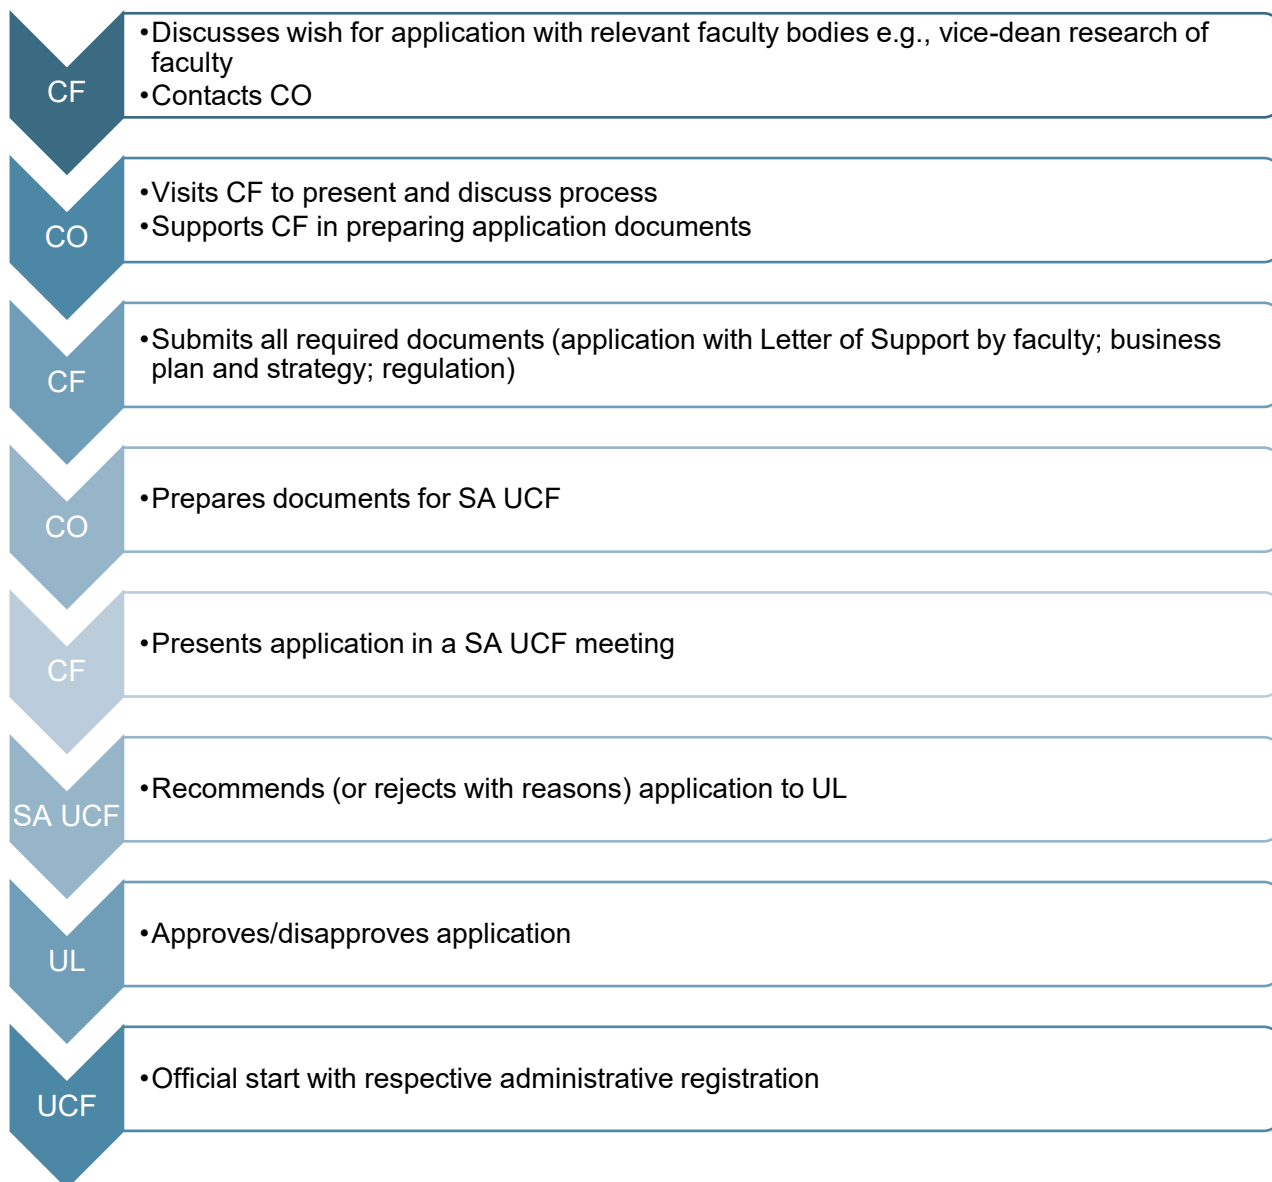 CF
•Discusses wish for application with relevant faculty bodies e.g., vice-dean research of
faculty
•Contacts CO
CO
•Visits CF to present and discuss process
•Supports CF in preparing application documents
CF
•Submits all required documents (application with Letter of Support by faculty; business
plan and strategy; regulation)
CO
•Prepares documents for SA UCF
CF
•Presents application in a SA UCF meeting
SA UCF
•Recommends (or rejects with reasons) application to UL
UL
•Approves/disapproves application
UCF
•Official start with respective administrative registration